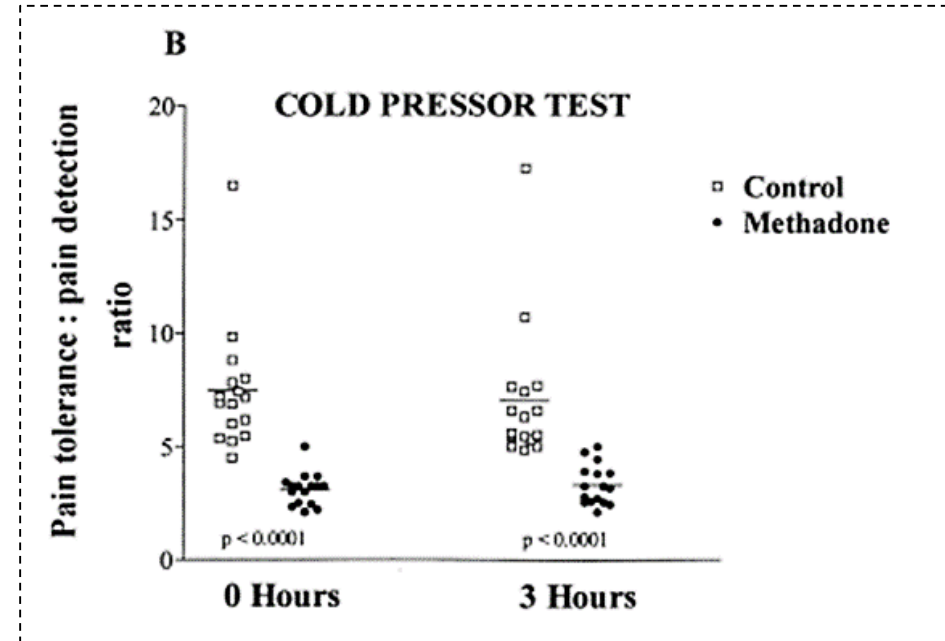 B
COLD PRESSOR TEST
Pain tolerance : pain detection
ratio
20
15
10
5
0
Control
Methadone
p < 0.0001
p < 0.0001
0 Hours
3 Hours